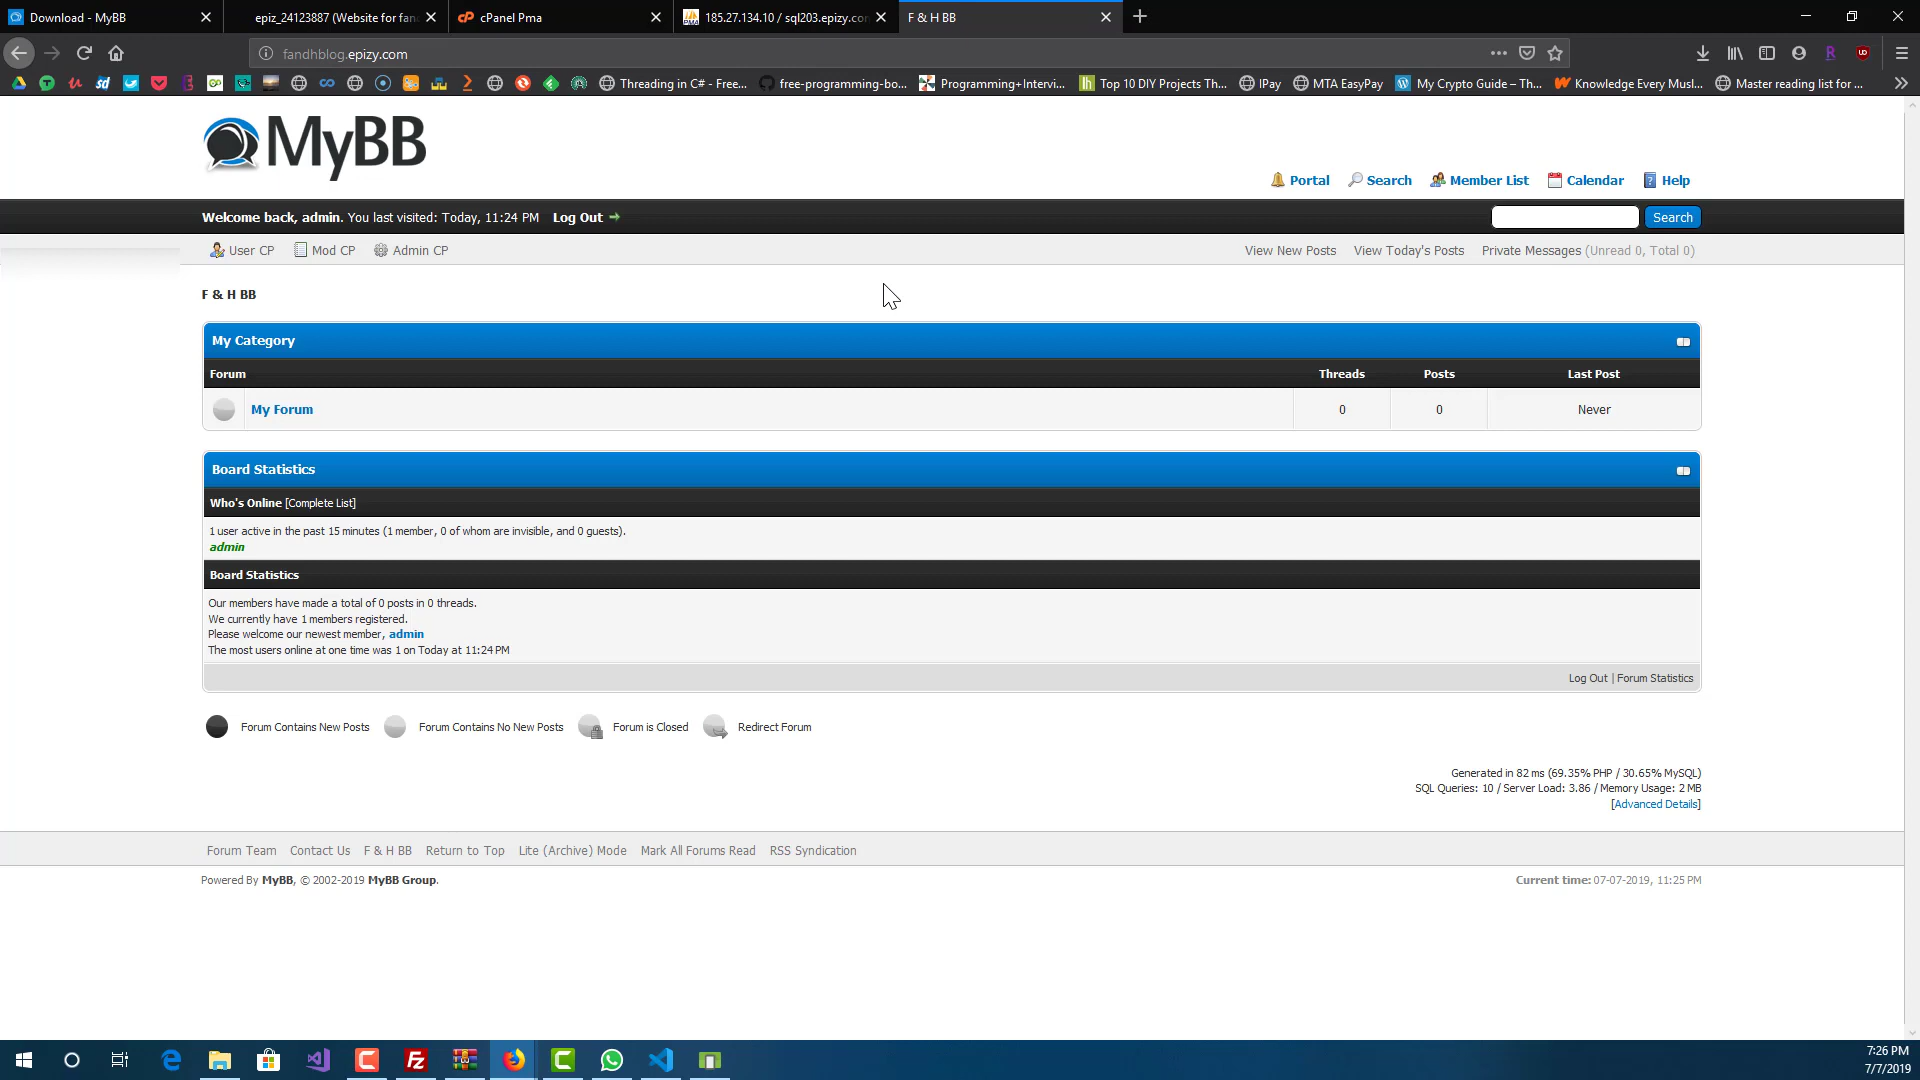 Download - MyBB
epiz_24123887 (Website for fan
cPanel Pma
185.27.134.10 / sql203.epizy.co
F & H BB
fandhblog.epizy.com
Threading in C# - Free...
free-programming-bo...
Programming+Intervi...
Top 10 DIY Projects Th...
IPay
MTA EasyPay
My Crypto Guide – Th...
Knowledge Every Musl...
Master reading list for ...
MyBB
Portal Search Member List Calendar Help
Welcome back, admin. You last visited: Today, 11:24 PM Log Out
Search
User CP Mod CP Admin CP
View New Posts View Today's Posts Private Messages (Unread 0, Total 0)
F & H BB
My Category
Forum Threads Posts Last Post
My Forum 0 0 Never
Board Statistics
Who's Online [Complete List]
1 user active in the past 15 minutes (1 member, 0 of whom are invisible, and 0 guests).
admin
Board Statistics
Our members have made a total of 0 posts in 0 threads.
We currently have 1 members registered.
Please welcome our newest member, admin
The most users online at one time was 1 on Today at 11:24 PM
Log Out | Forum Statistics
Forum Contains New Posts Forum Contains No New Posts Forum is Closed Redirect Forum
Generated in 82 ms (69.35% PHP / 30.65% MySQL)
SQL Queries: 10 / Server Load: 3.86 / Memory Usage: 2 MB
[Advanced Details]
Forum Team Contact Us F & H BB Return to Top Lite (Archive) Mode Mark All Forums Read RSS Syndication
Powered By MyBB, © 2002-2019 MyBB Group.
Current time: 07-07-2019, 11:25 PM
7:26 PM
7/7/2019